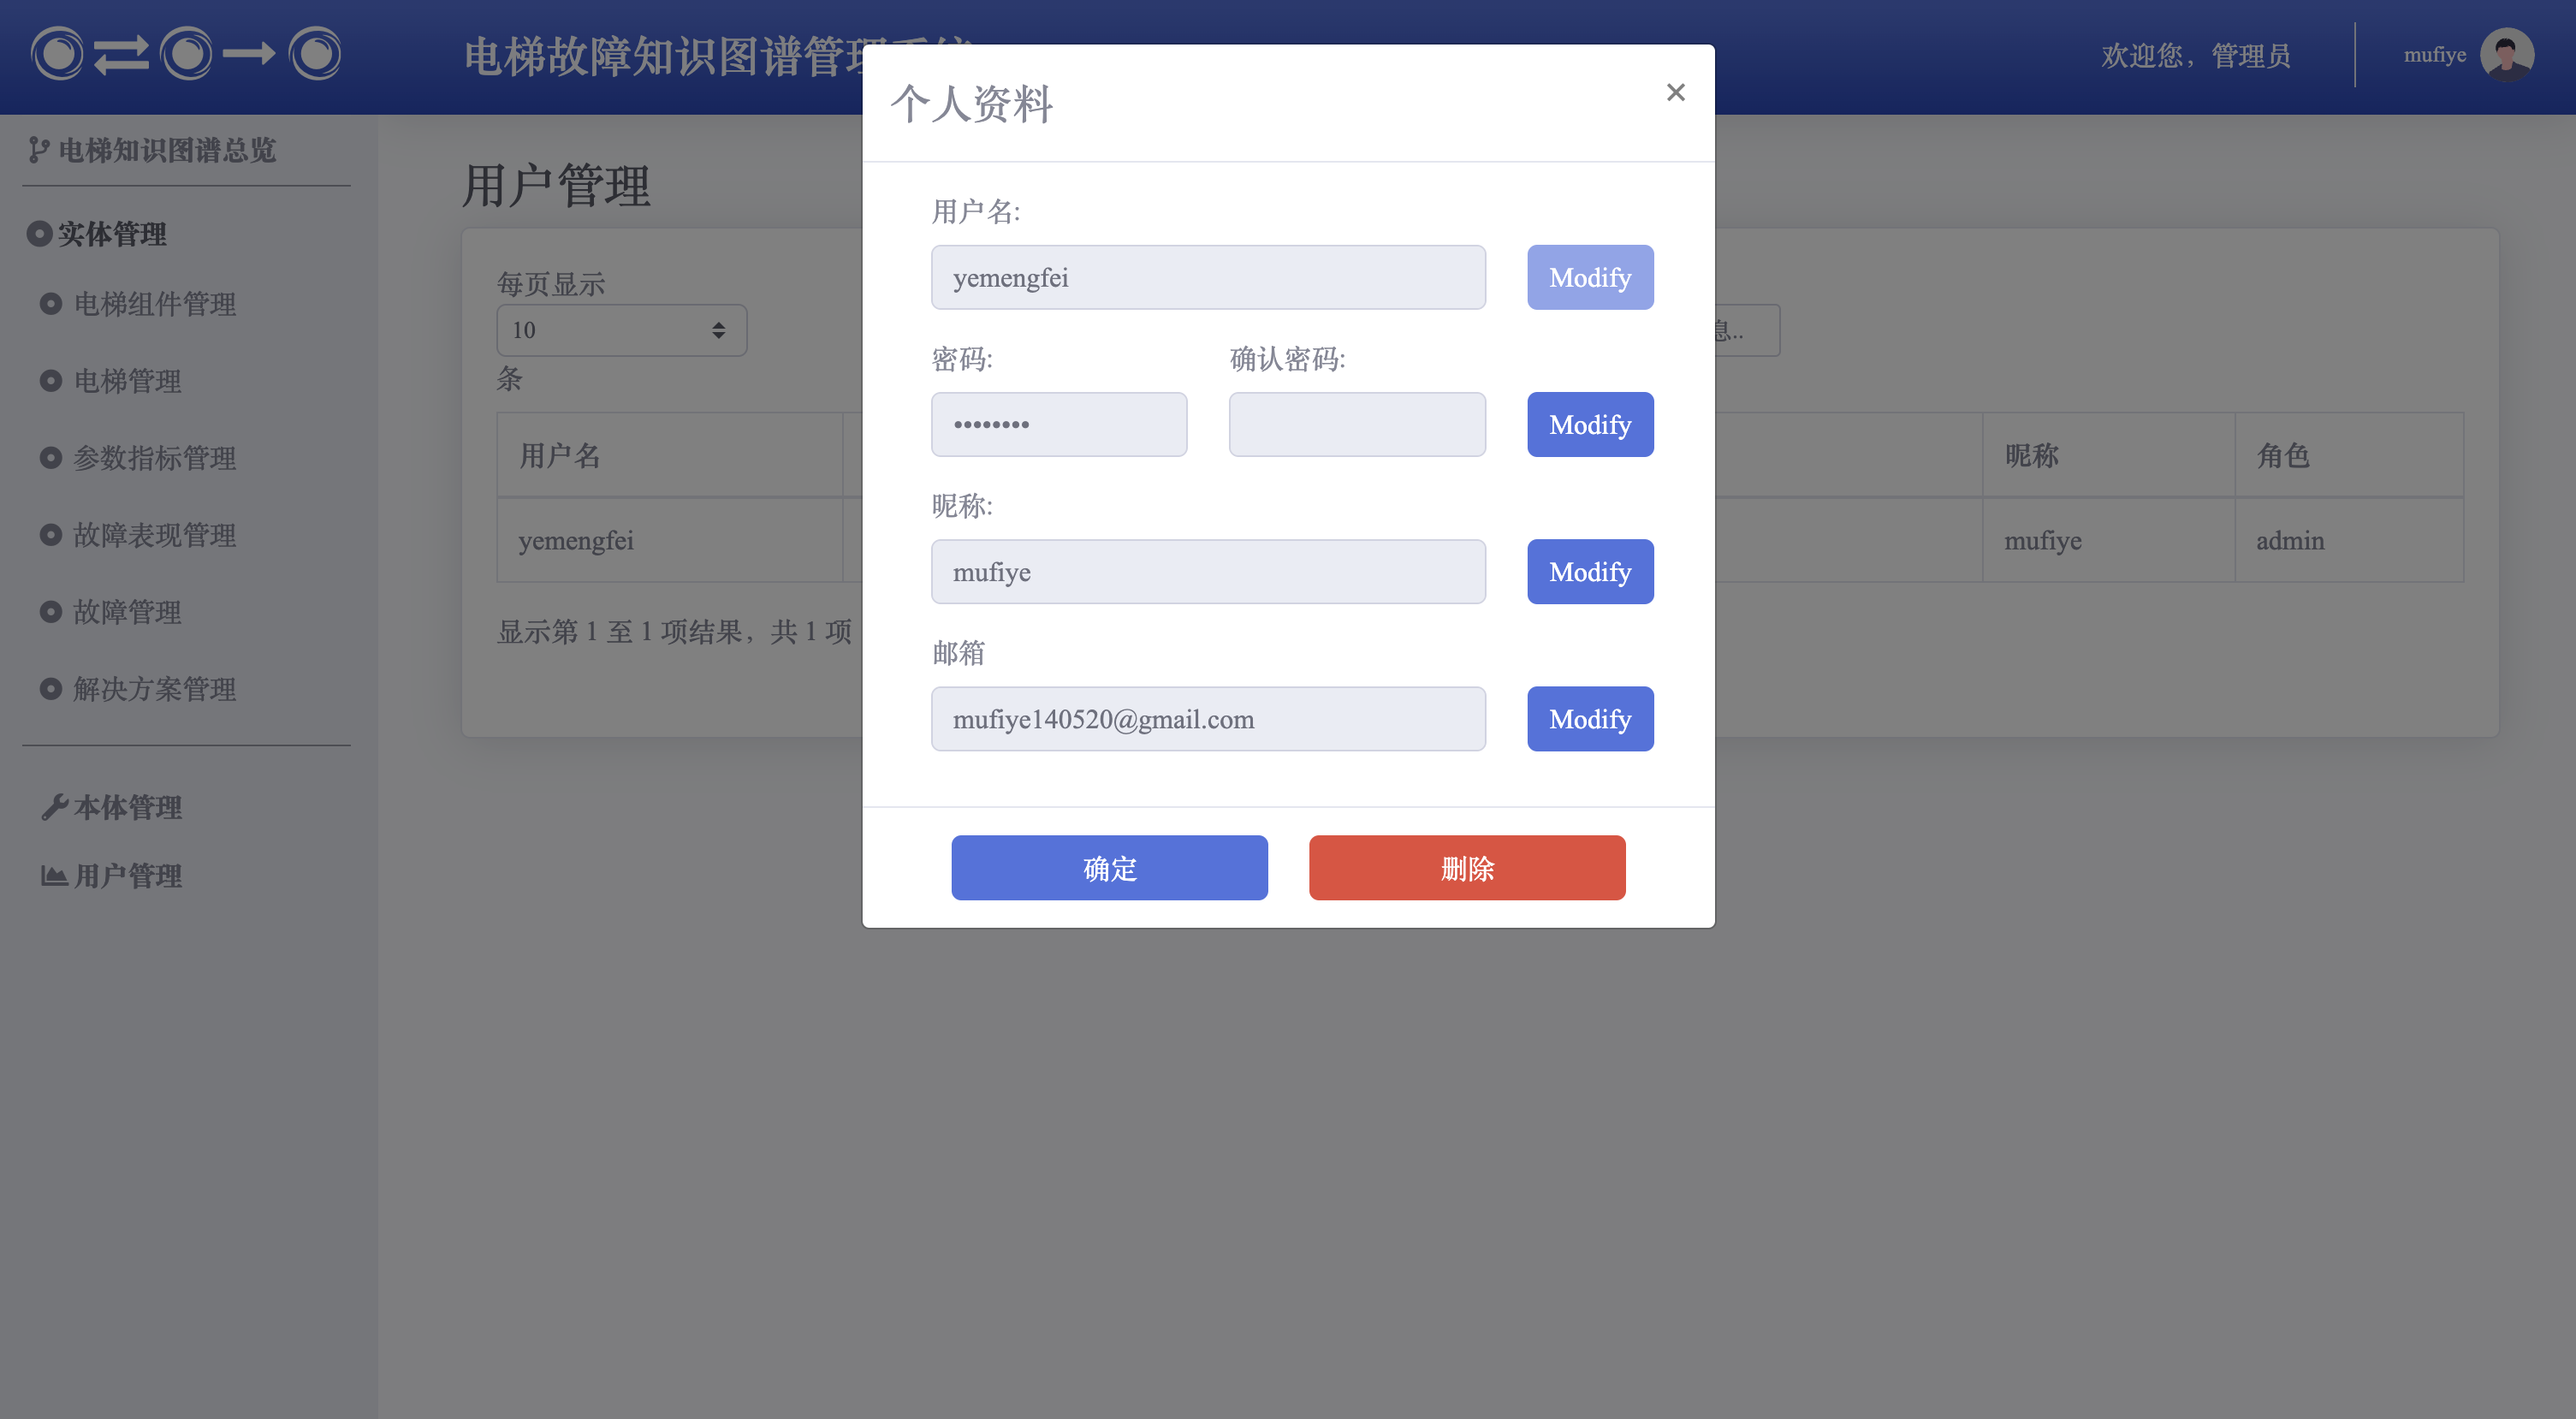 电梯故障知识图谱管理系统
欢迎您，管理员
mufiye
电梯知识图谱总览
实体管理
电梯组件管理
电梯管理
参数指标管理
故障表现管理
故障管理
解决方案管理
本体管理
用户管理
用户管理
每页显示
10
条
息..
用户名
昵称
角色
yemengfei
mufiye
admin
显示第 1 至 1 项结果，共 1 项
个人资料
×
用户名:
yemengfei
Modify
密码:
确认密码:
••••••••
Modify
昵称:
mufiye
Modify
邮箱
mufiye140520@gmail.com
Modify
确定
删除